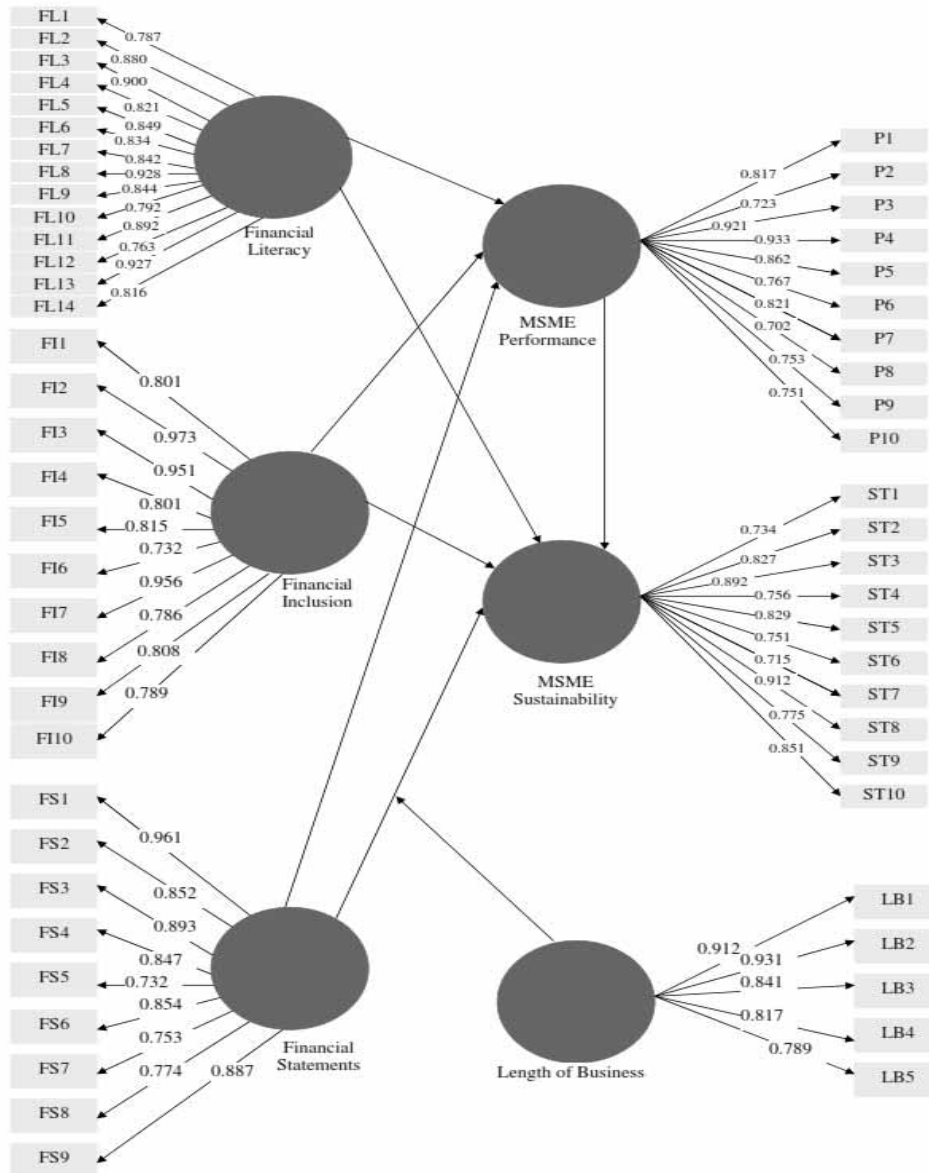 FL1
FL2
FL3
FL4
FL5
FL6
FL7
FL8
FL9
FL10
FL11
FL12
FL13
FL14
0.787
0.880
0.900
0.821
0.849
0.834
0.842
0.928
0.844
0.792
0.892
0.763
0.927
0.816
Financial
Literacy
FI1
FI2
FI3
FI4
FI5
FI6
FI7
FI8
FI9
FI10
0.801
0.973
0.951
0.801
0.815
0.732
0.956
0.786
0.808
0.789
Financial
Inclusion
FS1
FS2
FS3
FS4
FS5
FS6
FS7
FS8
FS9
0.961
0.852
0.893
0.847
0.732
0.854
0.753
0.774
0.887
Financial
Statements
MSME
Performance
0.817
0.723
0.921
0.933
0.862
0.767
0.821
0.702
0.753
0.751
P1
P2
P3
P4
P5
P6
P7
P8
P9
P10
MSME
Sustainability
0.734
0.827
0.892
0.756
0.829
0.751
0.715
0.912
0.775
0.851
ST1
ST2
ST3
ST4
ST5
ST6
ST7
ST8
ST9
ST10
Length of Business
0.912
0.931
0.841
0.817
0.789
LB1
LB2
LB3
LB4
LB5